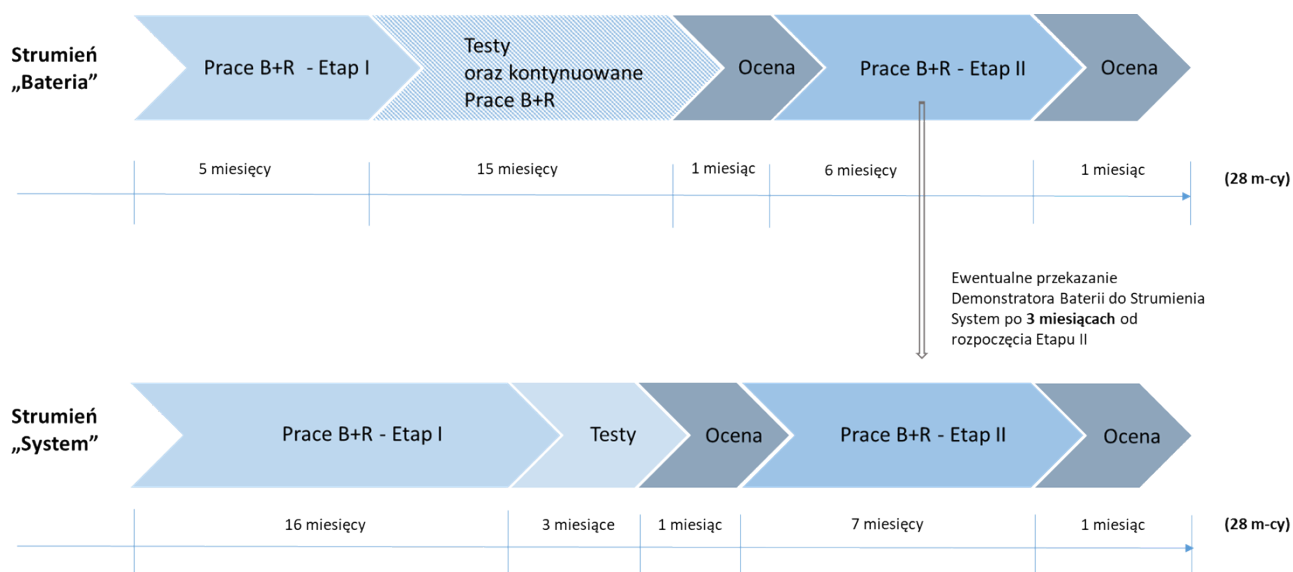 Strumień
„Bateria”
Prace B+R - Etap I
Testy
oraz kontynuowane
Prace B+R
Ocena
Prace B+R - Etap II
Ocena
5 miesięcy
15 miesięcy
1 miesiąc
6 miesięcy
1 miesiąc
(28 m-cy)
Ewentualne przekazanie
Demonstratora Baterii do Strumienia
System po 3 miesiącach od
rozpoczęcia Etapu II
Strumień
„System”
Prace B+R - Etap I
Testy
Ocena
Prace B+R - Etap II
Ocena
16 miesięcy
3 miesiące
1 miesiąc
7 miesięcy
1 miesiąc
(28 m-cy)